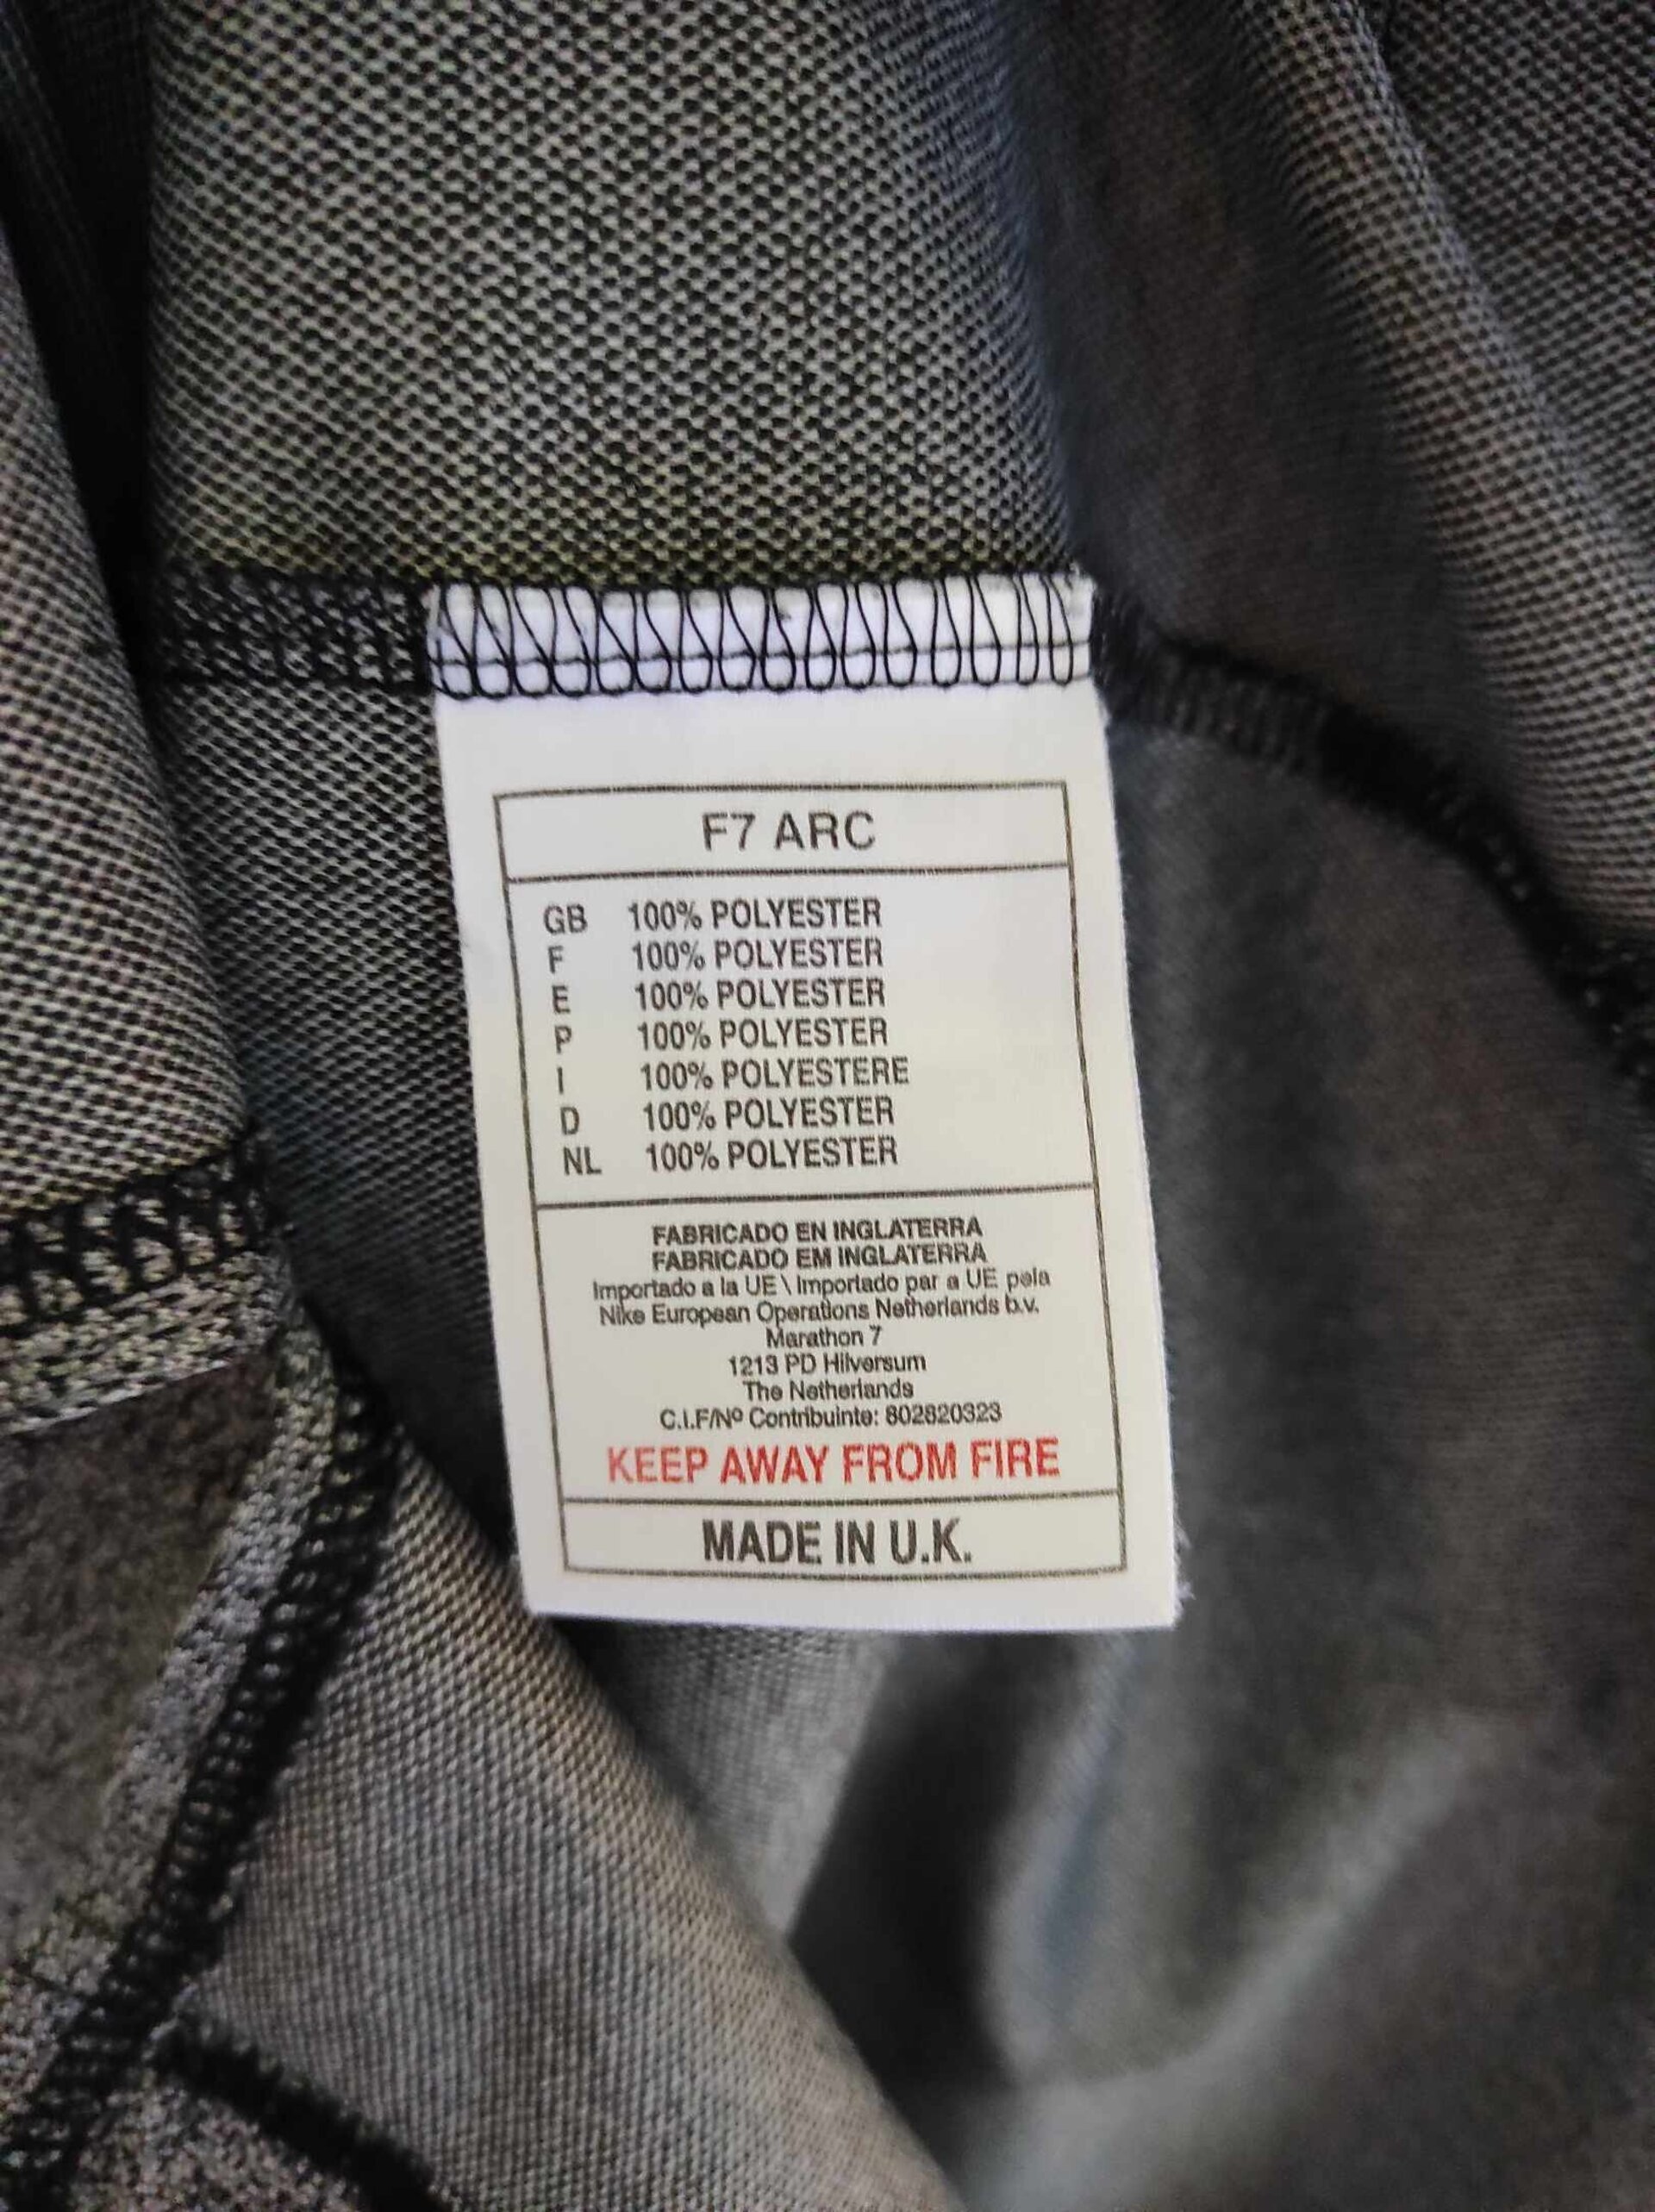 F7 ARC
GB 100% POLYESTER
F 100% POLYESTER
E 100% POLYESTER
P 100% POLYESTER
I 100% POLYESTERE
D 100% POLYESTER
NL 100% POLYESTER
FABRICADO EN INGLATERRA
FABRICADO EM INGLATERRA
Importado a la UE \ Importado par a UE pela
Nike European Operations Netherlands b.v.
Marathon 7
1213 PD Hilversum
The Netherlands
C.I.F/Nº Contribuinte: 802820323
KEEP AWAY FROM FIRE
MADE IN U.K.